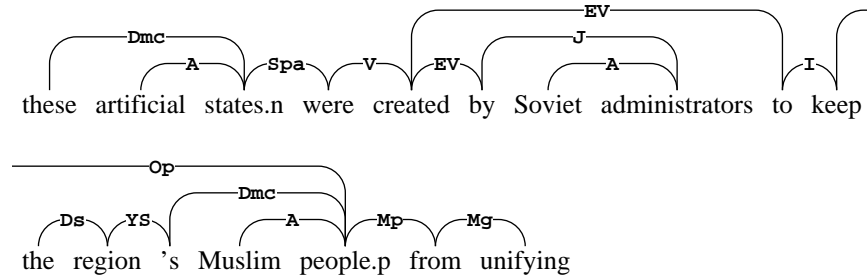 EV
Dmc J
A Spa V EV A I
these artificial states.n were created by Soviet administrators to keep
Op
Dmc
Ds YS A Mp Mg
the region 's Muslim people.p from unifying